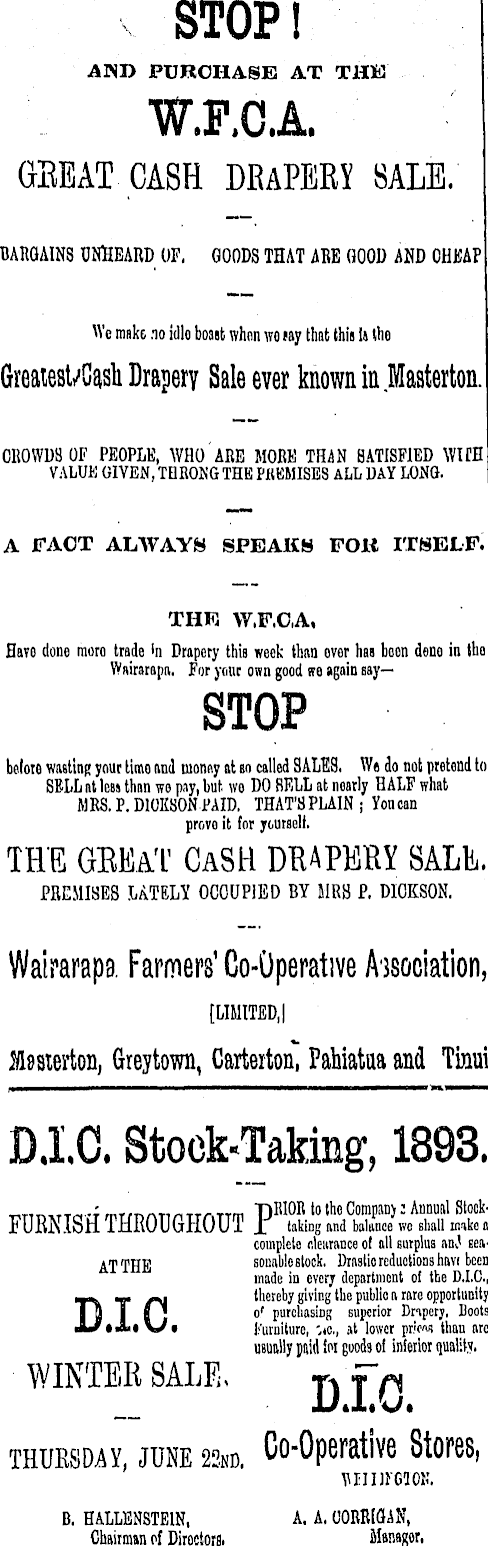 STOP!
AND PURCHASE AT THE
W.F.C.A.
GREAT CASH DRAPERY SALE.
BARGAINS UNHEARD OF. GOODS THAT ARE GOOD AND CHEAP
We make no idle boast when we say that this is the
Greatest Cash Drapery Sale ever known in Masterton.
CROWDS OF PEOPLE, WHO ARE MORE THAN SATISFIED WITH
VALUE GIVEN, THRONG THE PREMISES ALL DAY LONG.
A FACT ALWAYS SPEAKS FOR ITSELF.
THE W.F.C.A,
Have done more trade in Drapery this week than ever has been done in the
Wairarapa. For your own good we again say—
STOP
before wasting your time and money at so called SALES. We do not pretend to
SELL at less than we pay, but we DO SELL at nearly HALF what
MRS. P. DICKSON PAID. THAT'S PLAIN; You can
prove it for yourself.
THE GREAT CASH DRAPERY SALE.
PREMISES LATELY OCCUPIED BY MRS P. DICKSON.
Wairarapa Farmers' Co-Operative Association,
[LIMITED,]
Masterton, Greytown, Carterton, Pahiatua and Tinui
D.I.C. Stock-Taking, 1893.
FURNISH THROUGHOUT
AT THE
D.I.C.
WINTER SALE.
THURSDAY, JUNE 22ND.
B. HALLENSTEIN,
Chairman of Directors.
PRIOR to the Company's Annual Stock-
taking and balance we shall make a
complete clearance of all surplus and sea-
sonable stock. Drastic reductions have been
made in every department of the D.I.C.,
thereby giving the public a rare opportunity
of purchasing superior Drapery, Boots
Furniture, &c., at lower prices than are
usually paid for goods of inferior quality.
D.I.C.
Co-Operative Stores,
WELLINGTON.
A. A. CORRIGAN,
Manager.